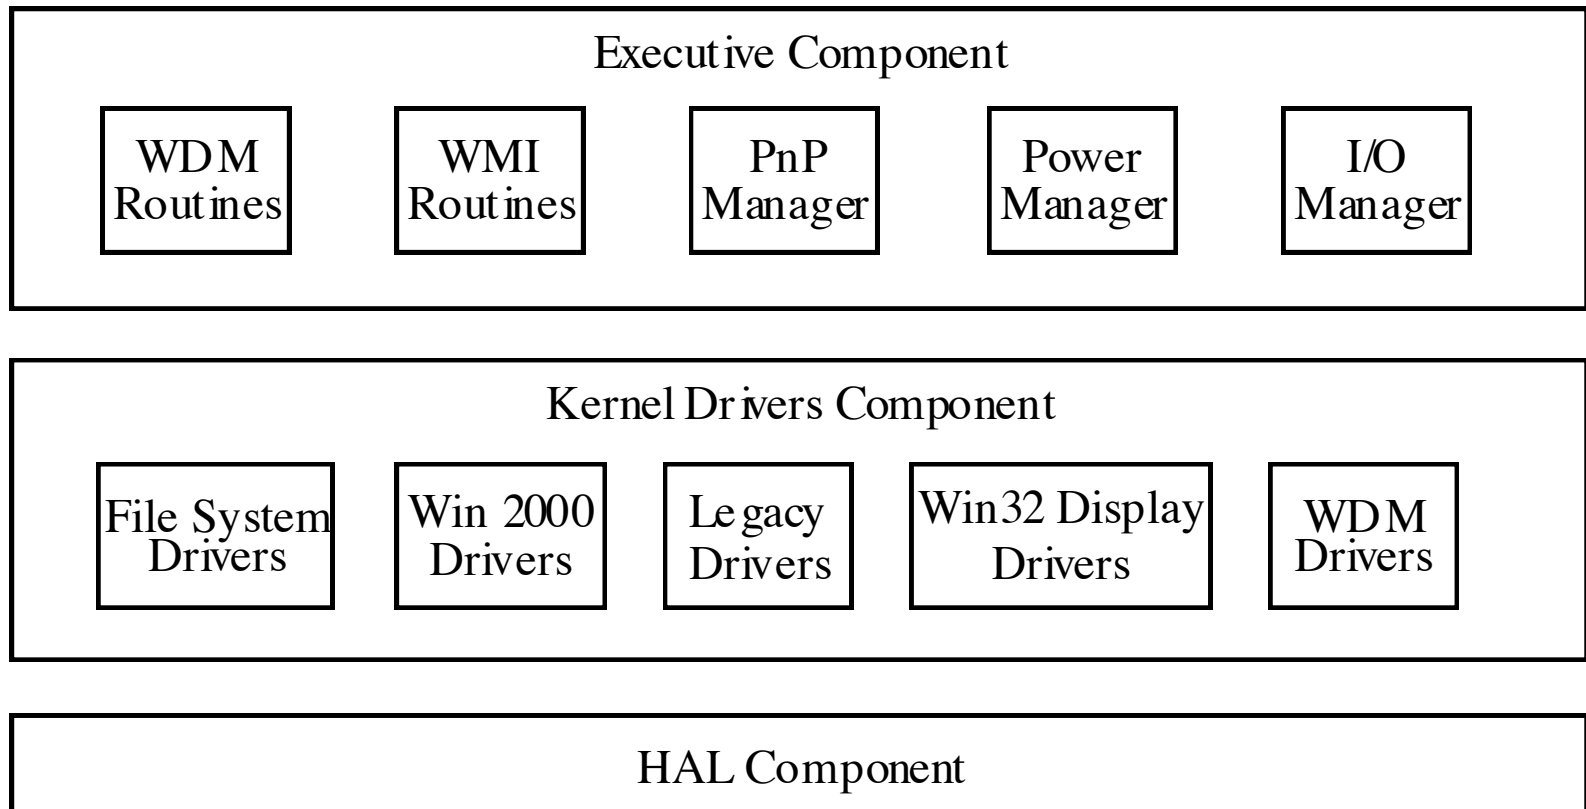 Executive Component
WDM
Routines
WMI
Routines
PnP
Manager
Power
Manager
I/O
Manager
Kernel Drivers Component
File System
Drivers
Win 2000
Drivers
Legacy
Drivers
Win32 Display
Drivers
WDM
Drivers
HAL Component